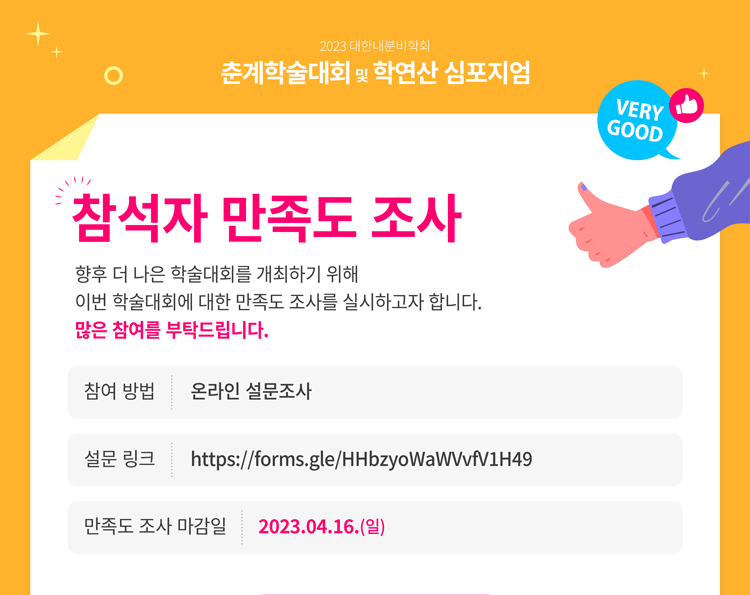 2023 대한내분비학회
춘계학술대회 및 학연산 심포지엄
VERY
GOOD
참석자 만족도 조사
향후 더 나은 학술대회를 개최하기 위해
이번 학술대회에 대한 만족도 조사를 실시하고자 합니다.
많은 참여를 부탁드립니다.
참여 방법 온라인 설문조사
설문 링크 https://forms.gle/HHbzyoWaWVvfV1H49
만족도 조사 마감일 2023.04.16.(일)